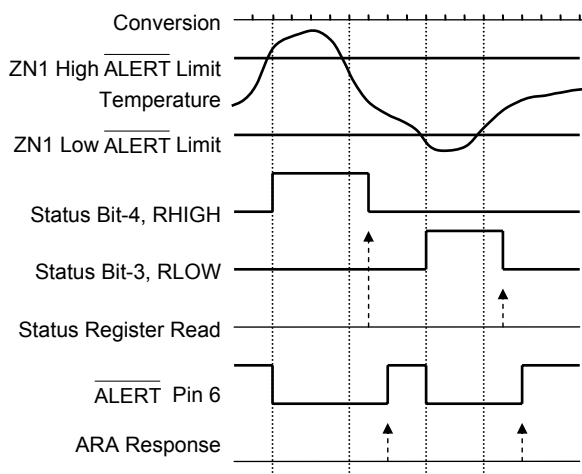 Conversion
ZN1 High ALERT Limit
Temperature
ZN1 Low ALERT Limit
Status Bit-4, RHIGH
Status Bit-3, RLOW
Status Register Read
ALERT Pin 6
ARA Response